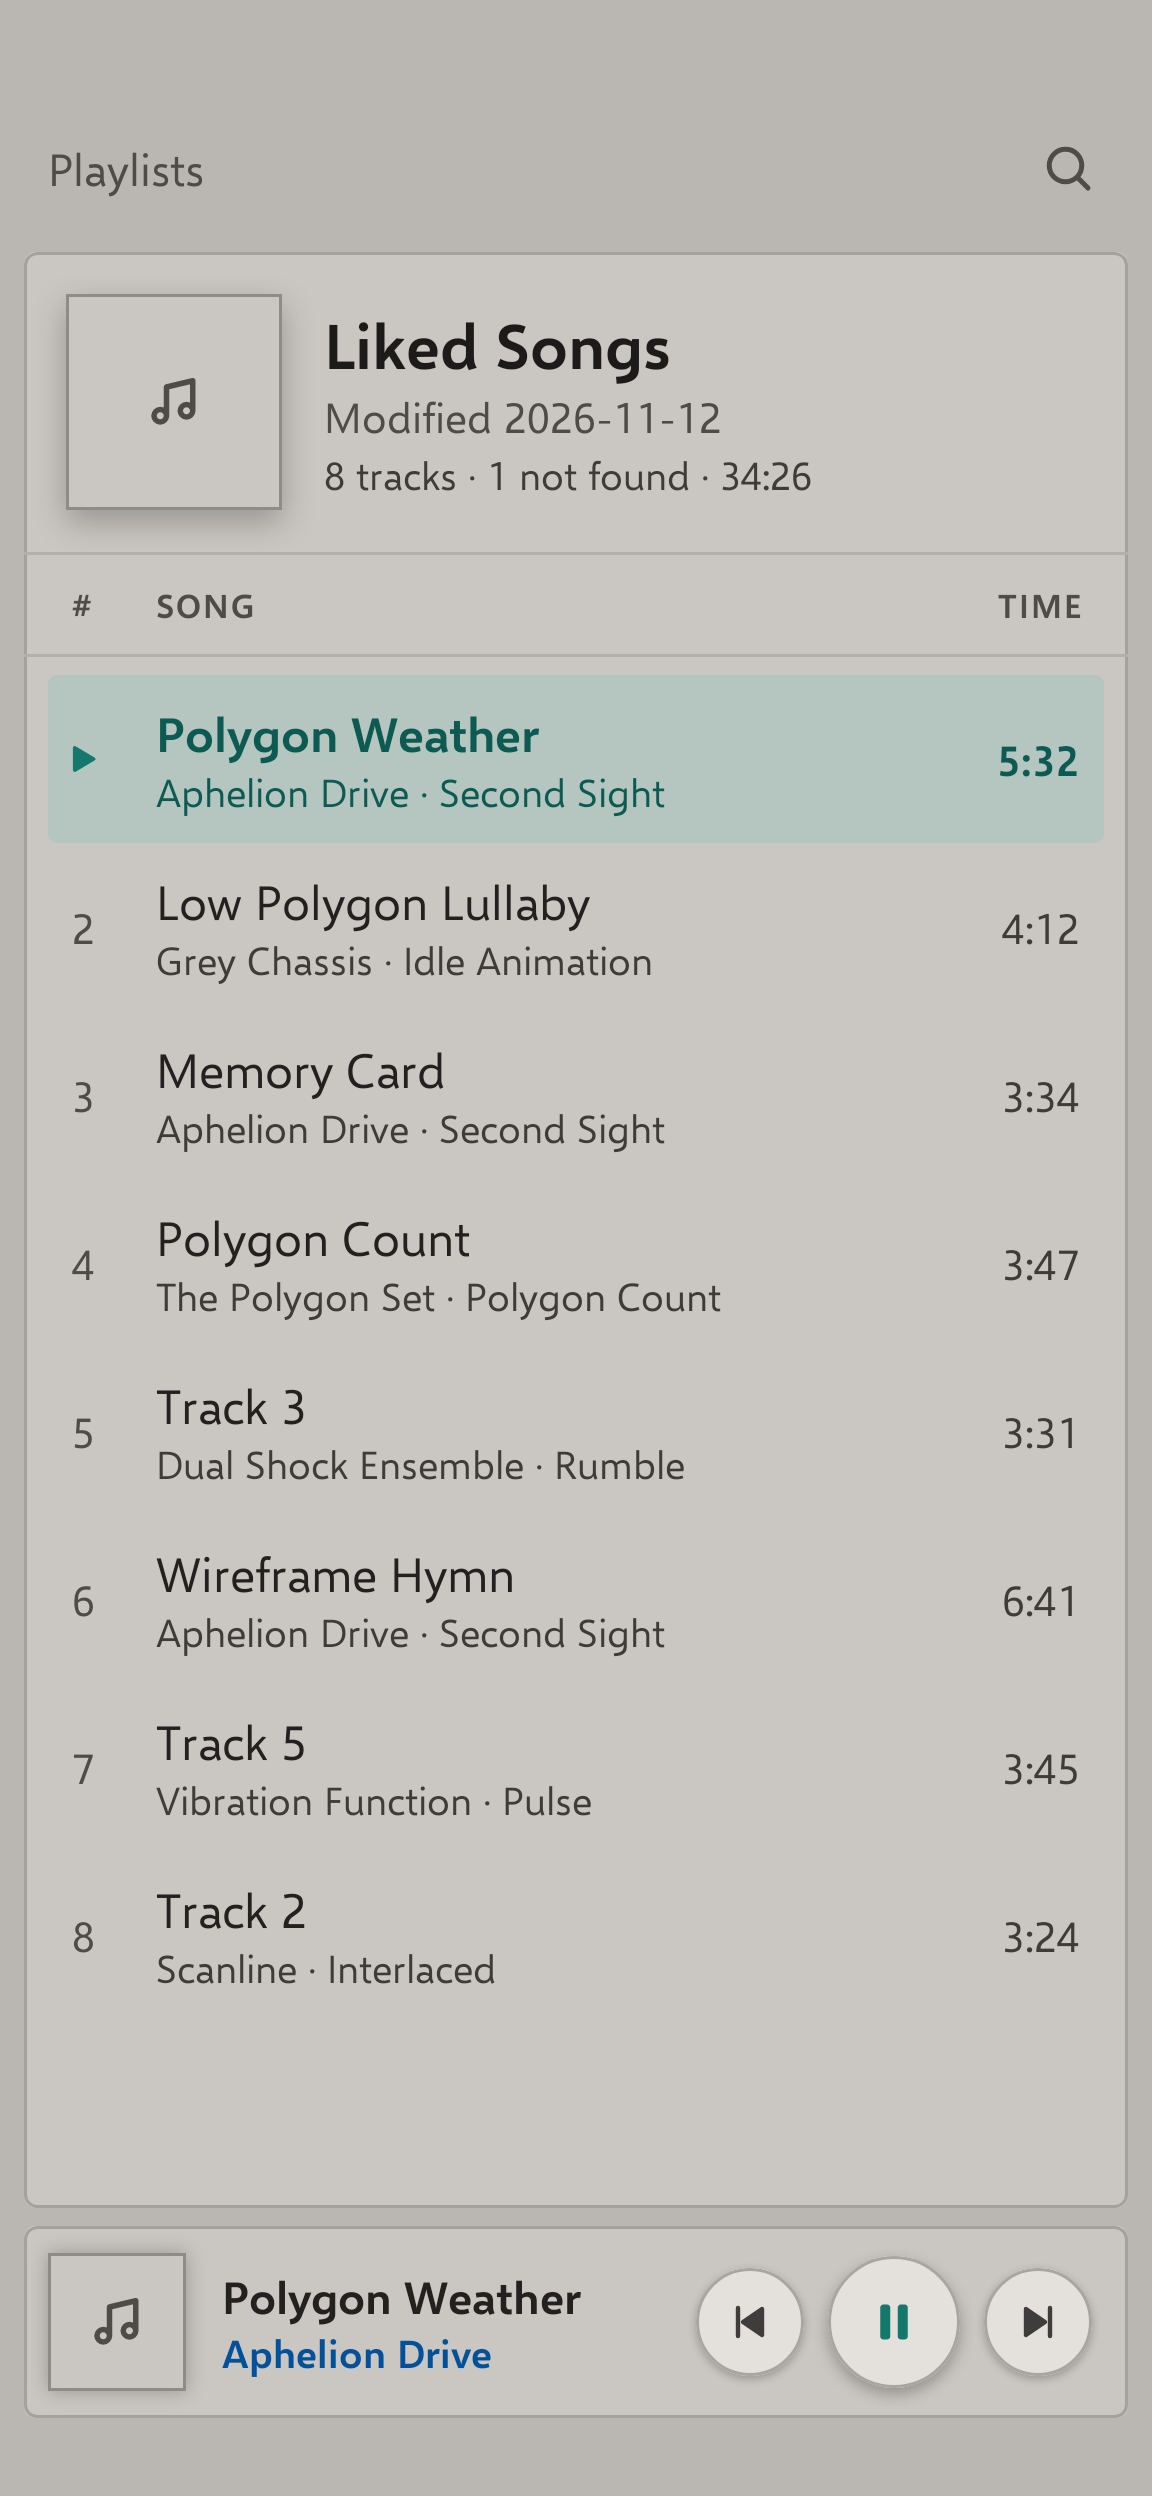 Playlists
Liked Songs
Modified 2026-11-12
8 tracks · 1 not found · 34:26
# SONG TIME
Polygon Weather
Aphelion Drive · Second Sight
5:32
2
Low Polygon Lullaby
Grey Chassis · Idle Animation
4:12
3
Memory Card
Aphelion Drive · Second Sight
3:34
4
Polygon Count
The Polygon Set · Polygon Count
3:47
5
Track 3
Dual Shock Ensemble · Rumble
3:31
6
Wireframe Hymn
Aphelion Drive · Second Sight
6:41
7
Track 5
Vibration Function · Pulse
3:45
8
Track 2
Scanline · Interlaced
3:24
Polygon Weather
Aphelion Drive